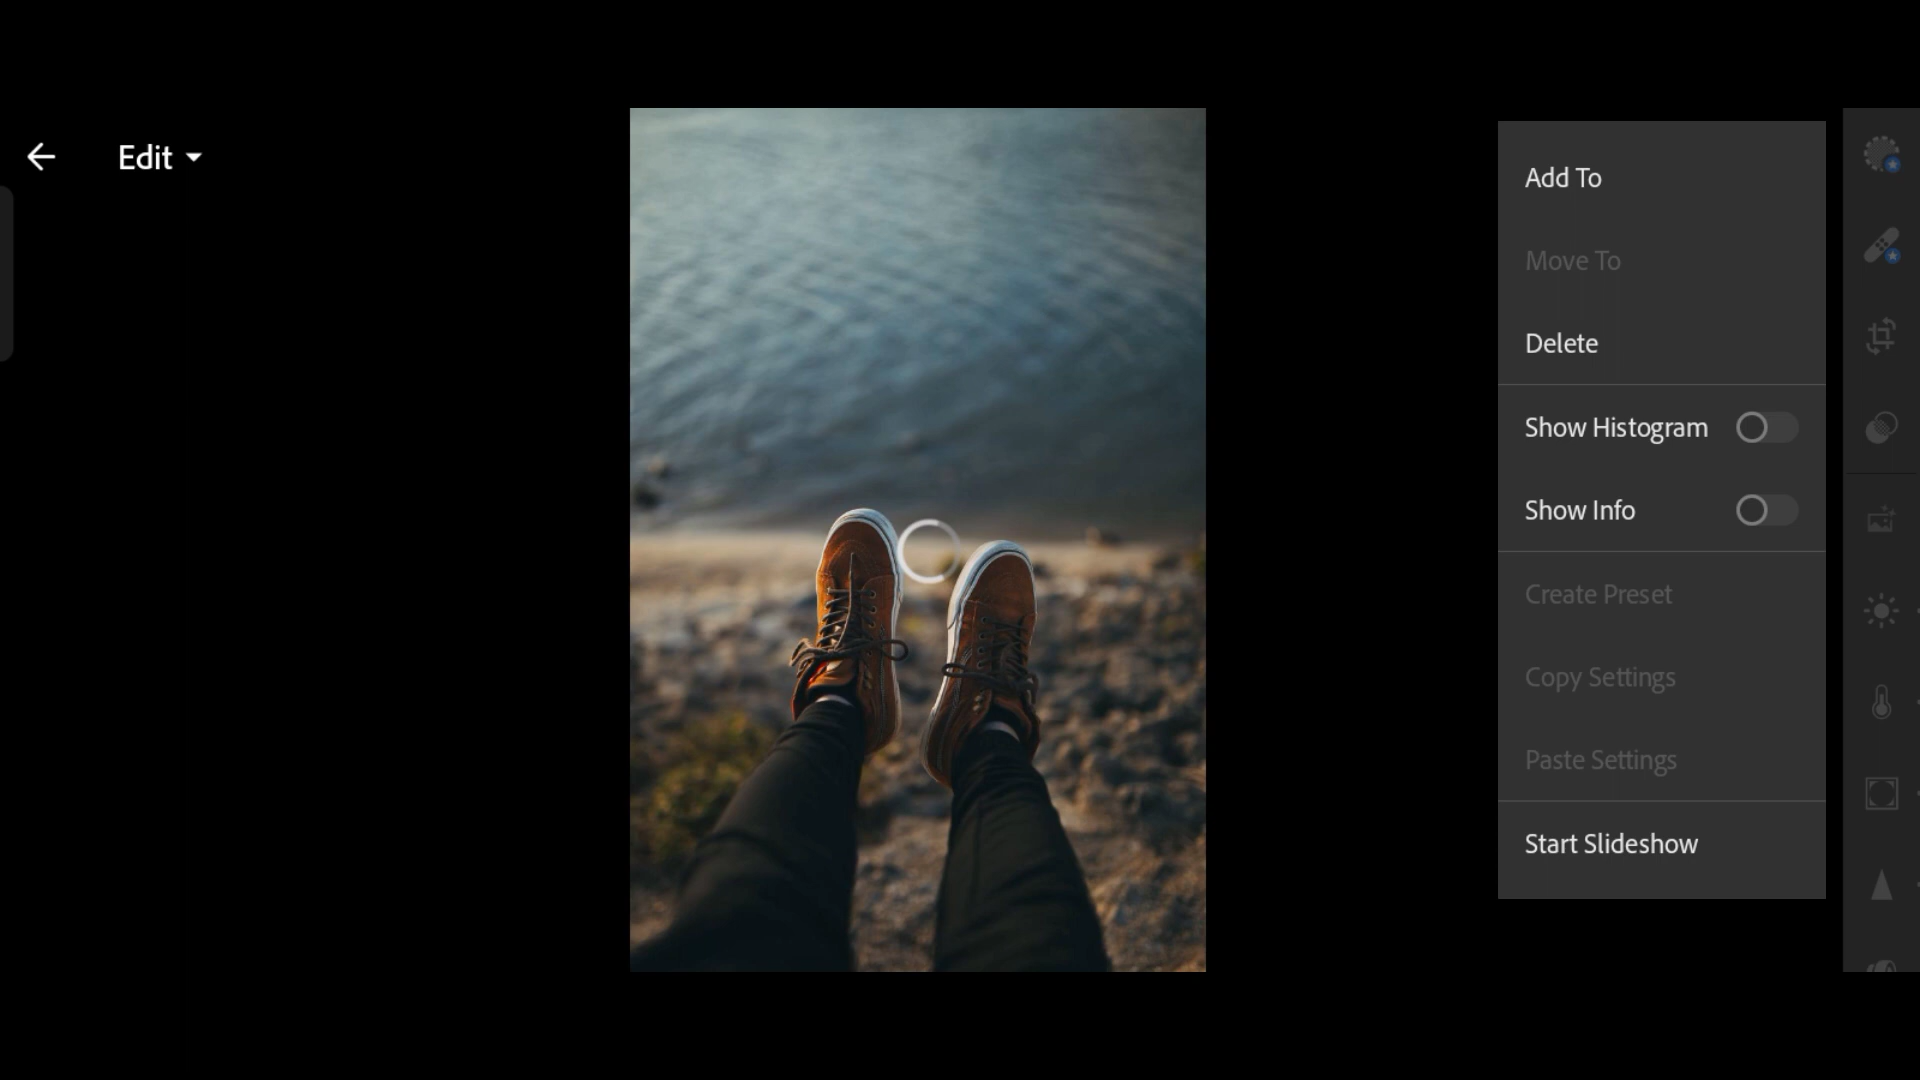 Edit
Add To
Move To
Delete
Show Histogram
Show Info
Create Preset
Copy Settings
Paste Settings
Start Slideshow